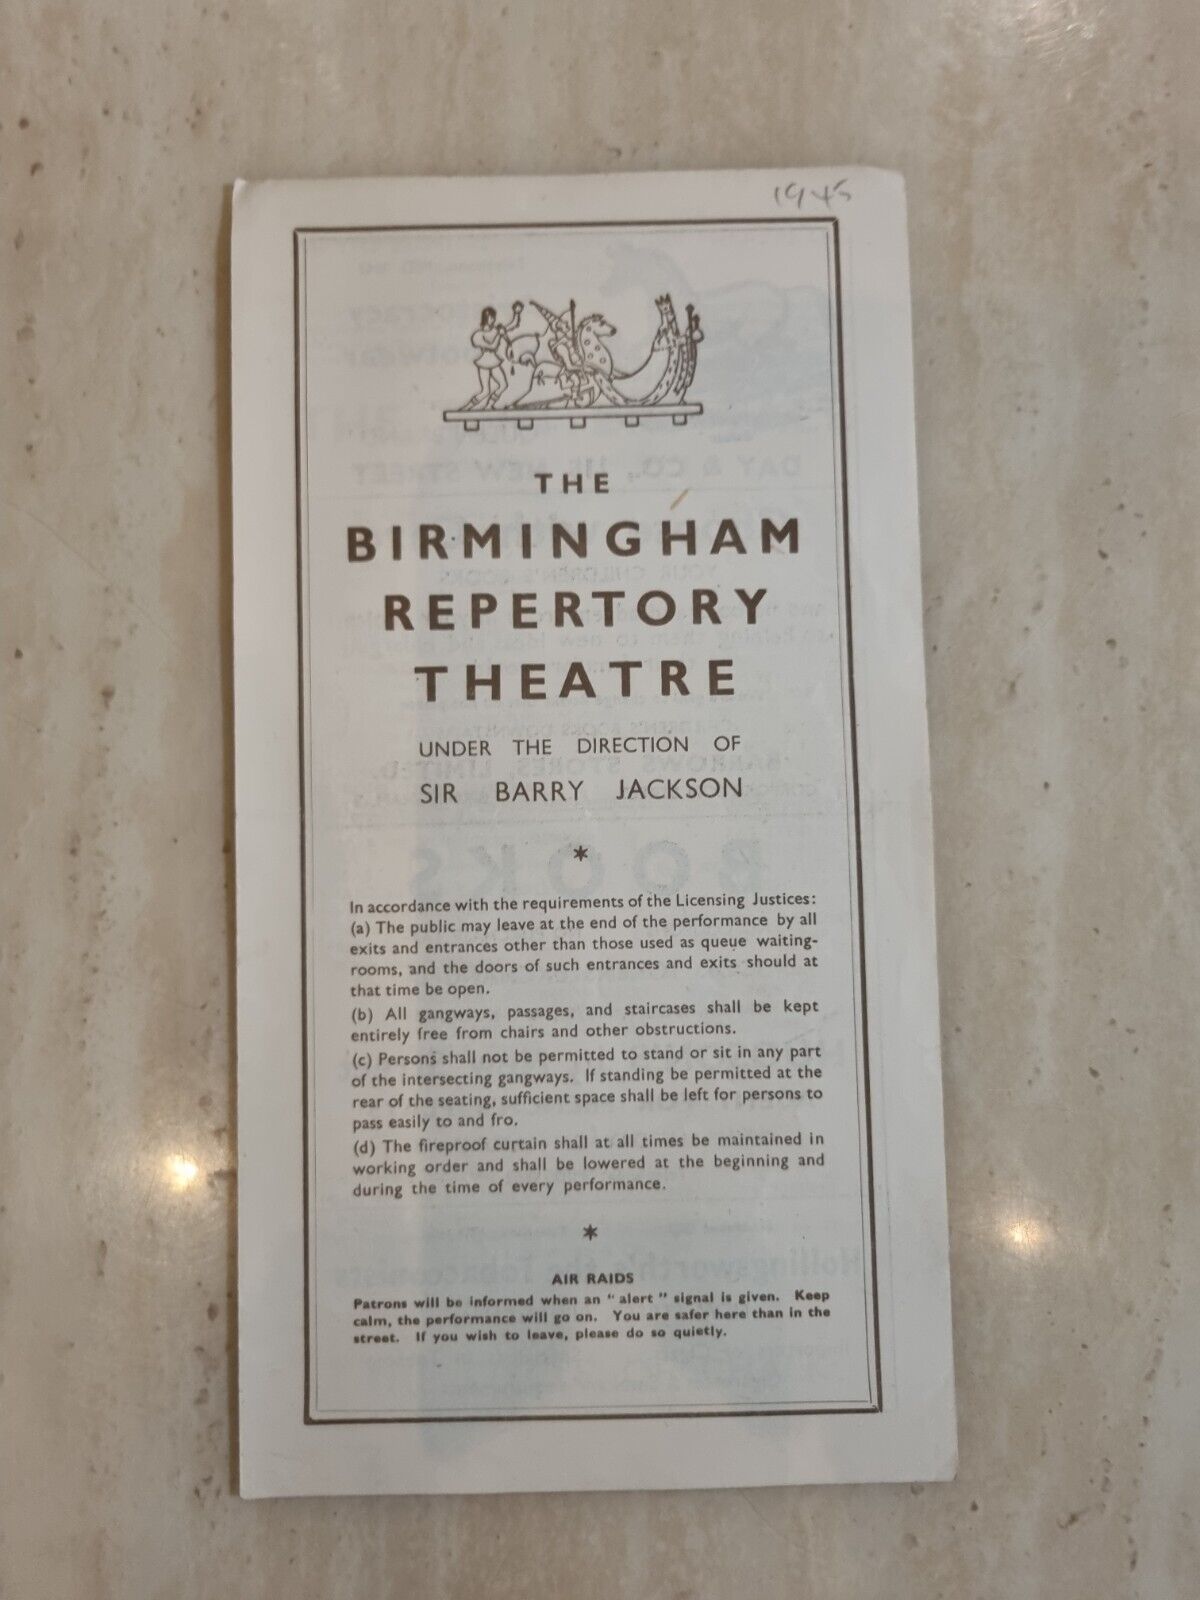 1945
THE
BIRMINGHAM
REPERTORY
THEATRE
UNDER THE DIRECTION OF
SIR BARRY JACKSON
*
In accordance with the requirements of the Licensing Justices:
(a) The public may leave at the end of the performance by all
exits and entrances other than those used as queue waiting-
rooms, and the doors of such entrances and exits should at
that time be open.
(b) All gangways, passages, and staircases shall be kept
entirely free from chairs and other obstructions.
(c) Persons shall not be permitted to stand or sit in any part
of the intersecting gangways. If standing be permitted at the
rear of the seating, sufficient space shall be left for persons to
pass easily to and fro.
(d) The fireproof curtain shall at all times be maintained in
working order and shall be lowered at the beginning and
during the time of every performance.
*
AIR RAIDS
Patrons will be informed when an "alert" signal is given. Keep
calm, the performance will go on. You are safer here than in the
street. If you wish to leave, please do so quietly.